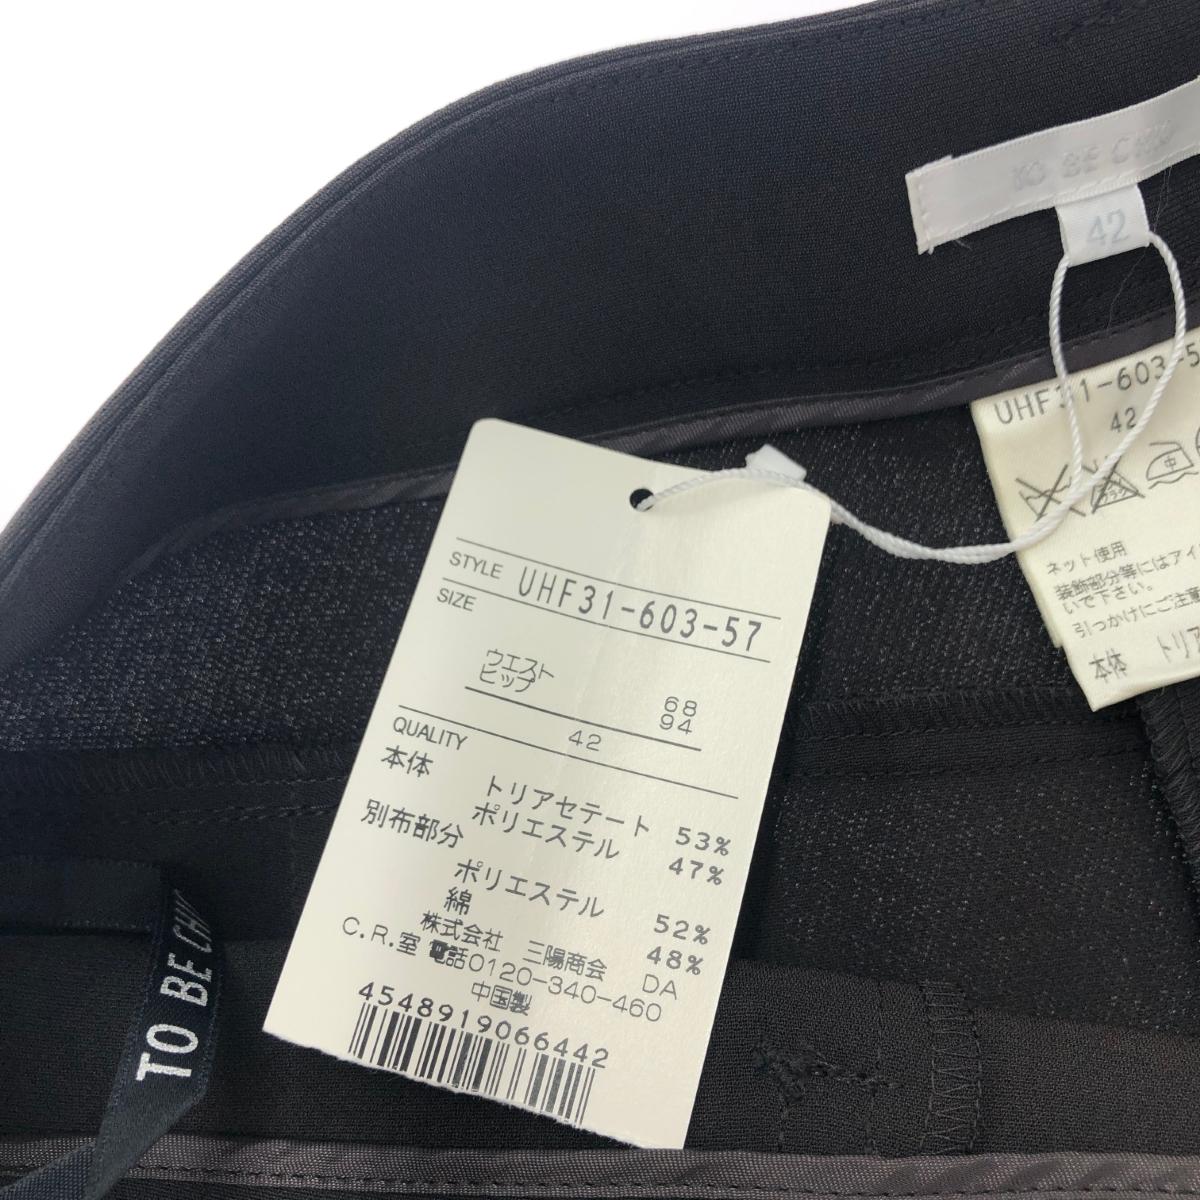 TO BE CHIC
42
UHF31-603-5
42
ネット使用
装飾部分等にはアイ
いで下さい。
引っかけにご注意
本体 トリア
STYLE UHF31-603-57
SIZE
ウエスト 68
ヒップ 94
42
QUALITY
本体
トリアセテート 53%
ポリエステル 47%
別布部分
ポリエステル 52%
綿 48%
株式会社 三陽商会 DA
C.R.室 電話0120-340-460
中国製
4548919066442
TO BE CHIC